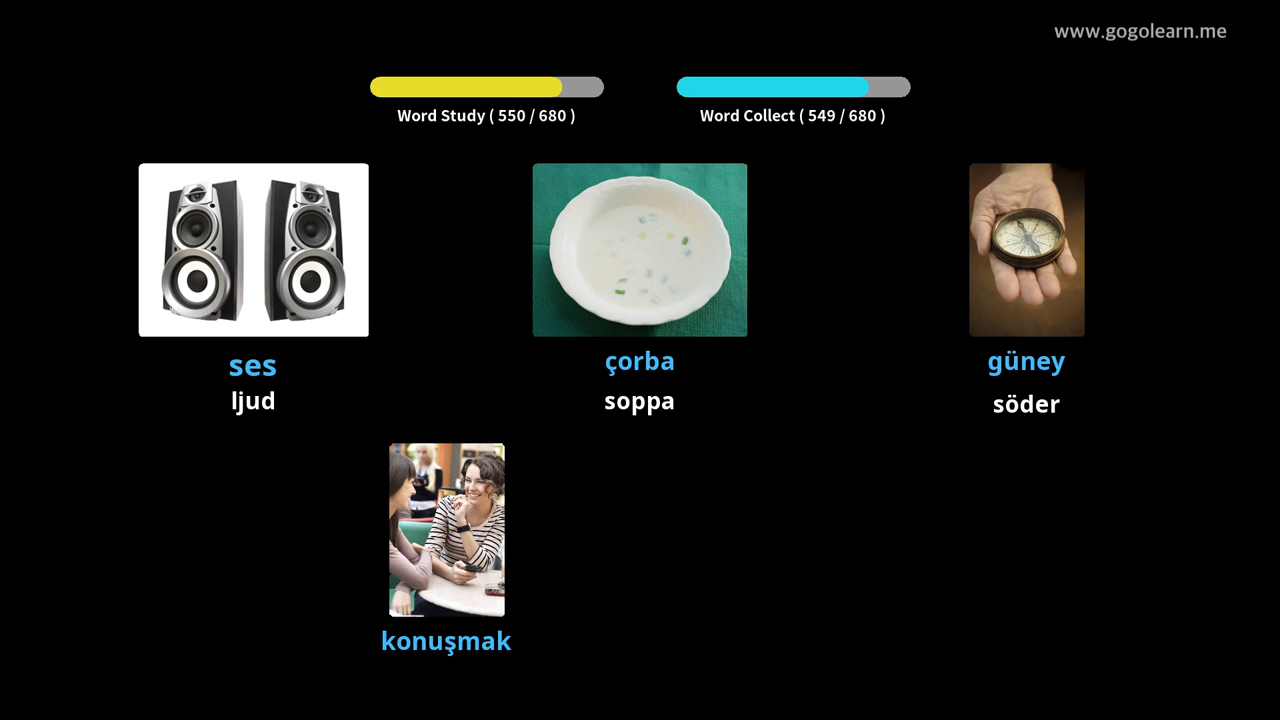 www.gogolearn.me
Word Study ( 550 / 680 )
Word Collect ( 549 / 680 )
ses
ljud
çorba
soppa
güney
söder
konuşmak